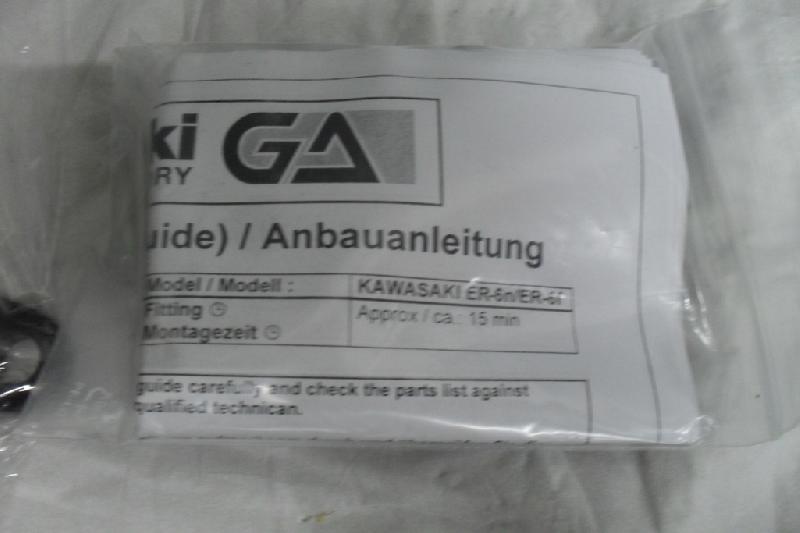 ki GA
RY
uide) / Anbauanleitung
Model / Modell : KAWASAKI ER-6n/ER-6f
Fitting
Approx / ca.: 15 min
Montagezeit
guide carefully and check the parts list against
qualified technican.